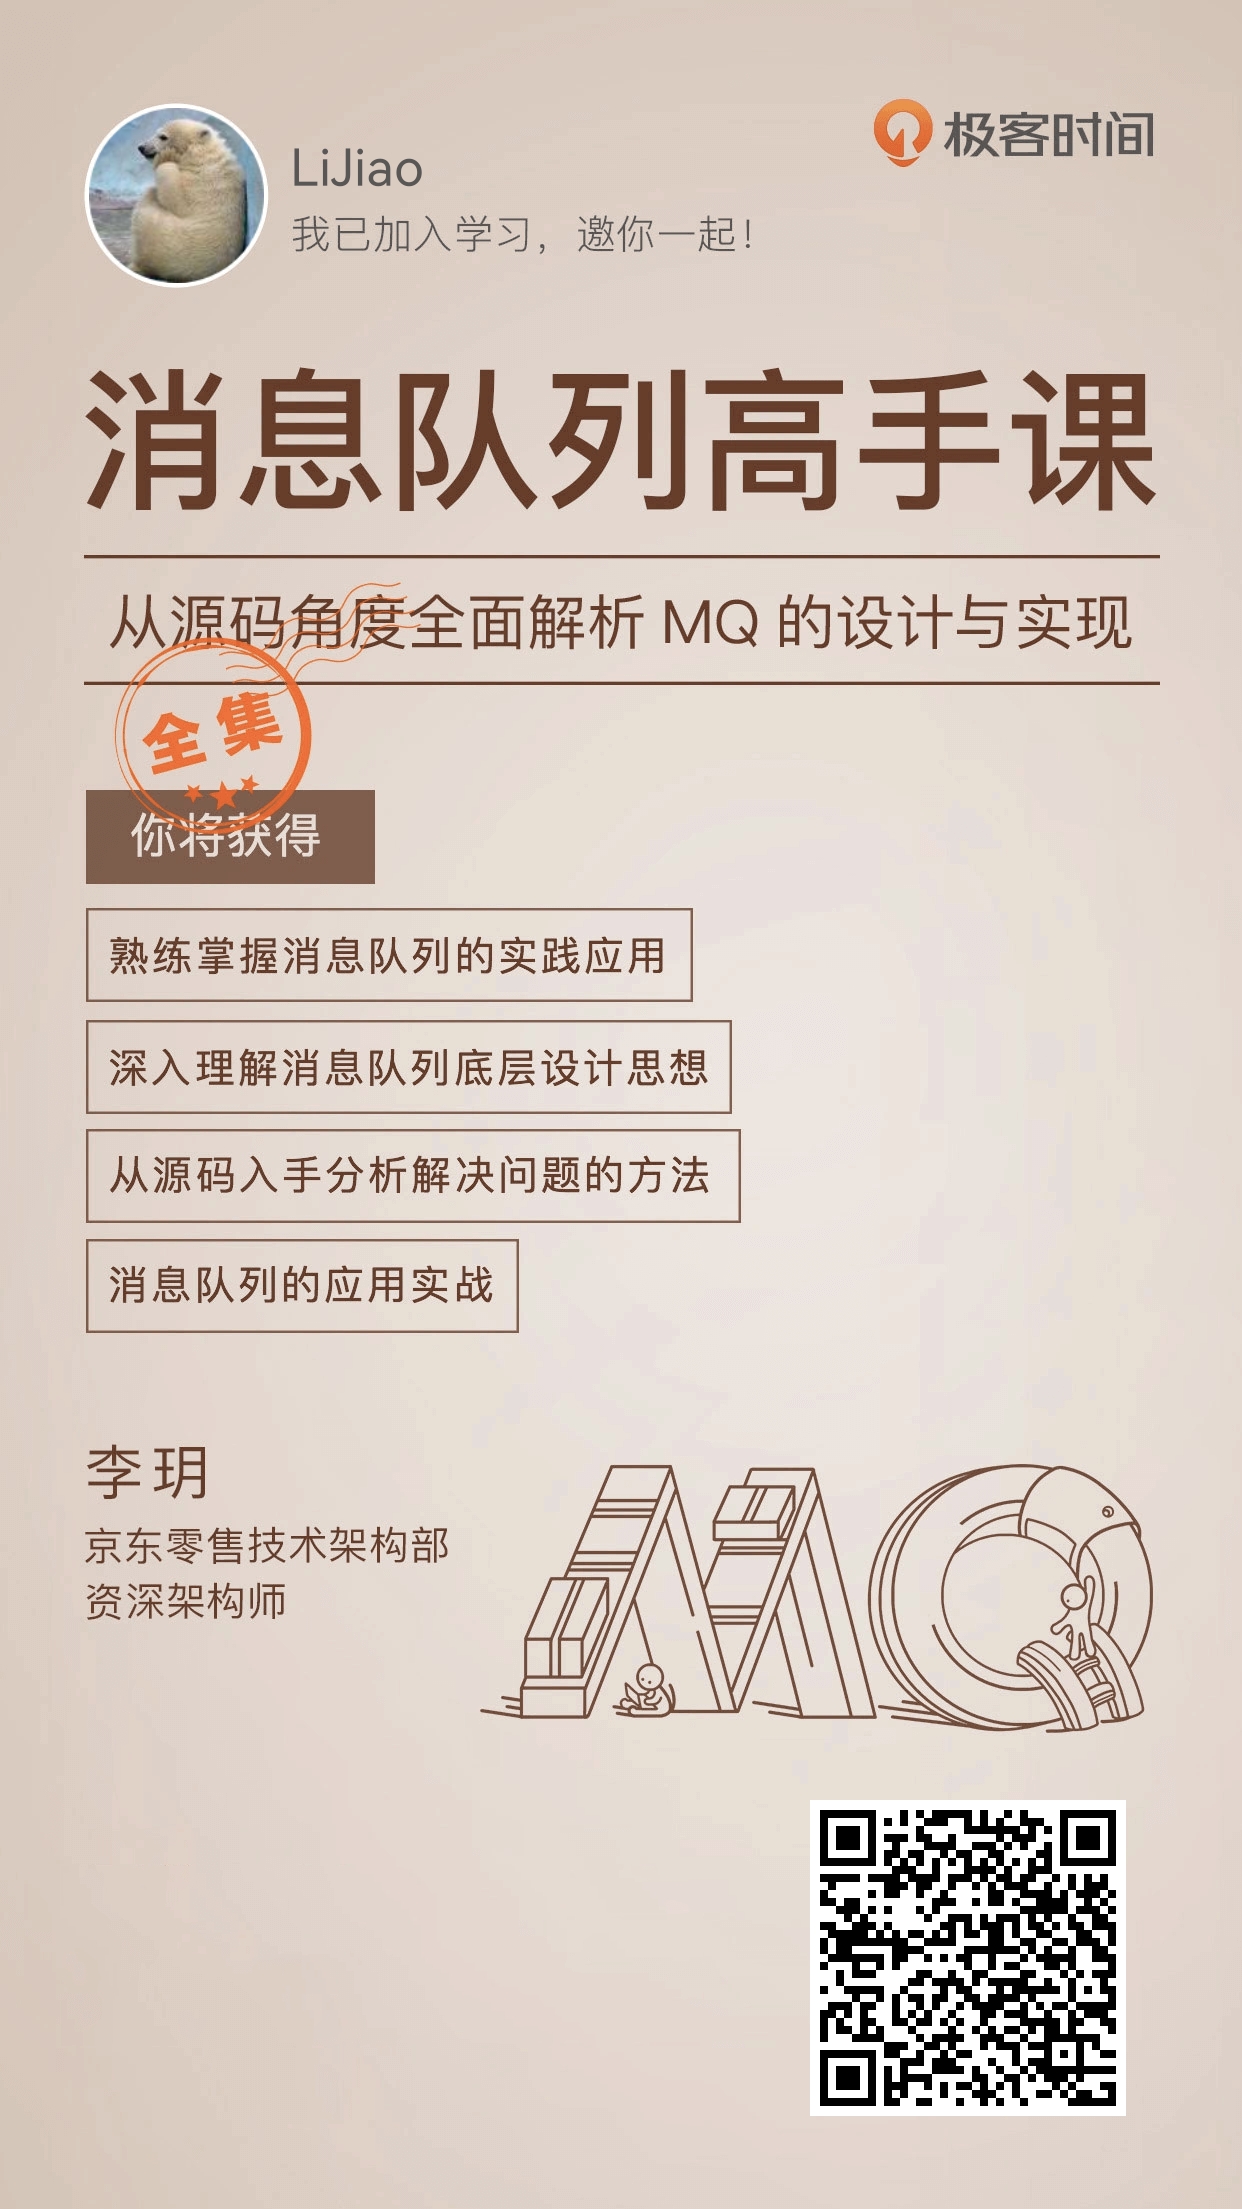 LiJiao
极客时间
我已加入学习，邀你一起！
消息队列高手课
从源码角度全面解析 MQ 的设计与实现
全集
你将获得
熟练掌握消息队列的实践应用
深入理解消息队列底层设计思想
从源码入手分析解决问题的方法
消息队列的应用实战
李玥
京东零售技术架构部
资深架构师
MQ